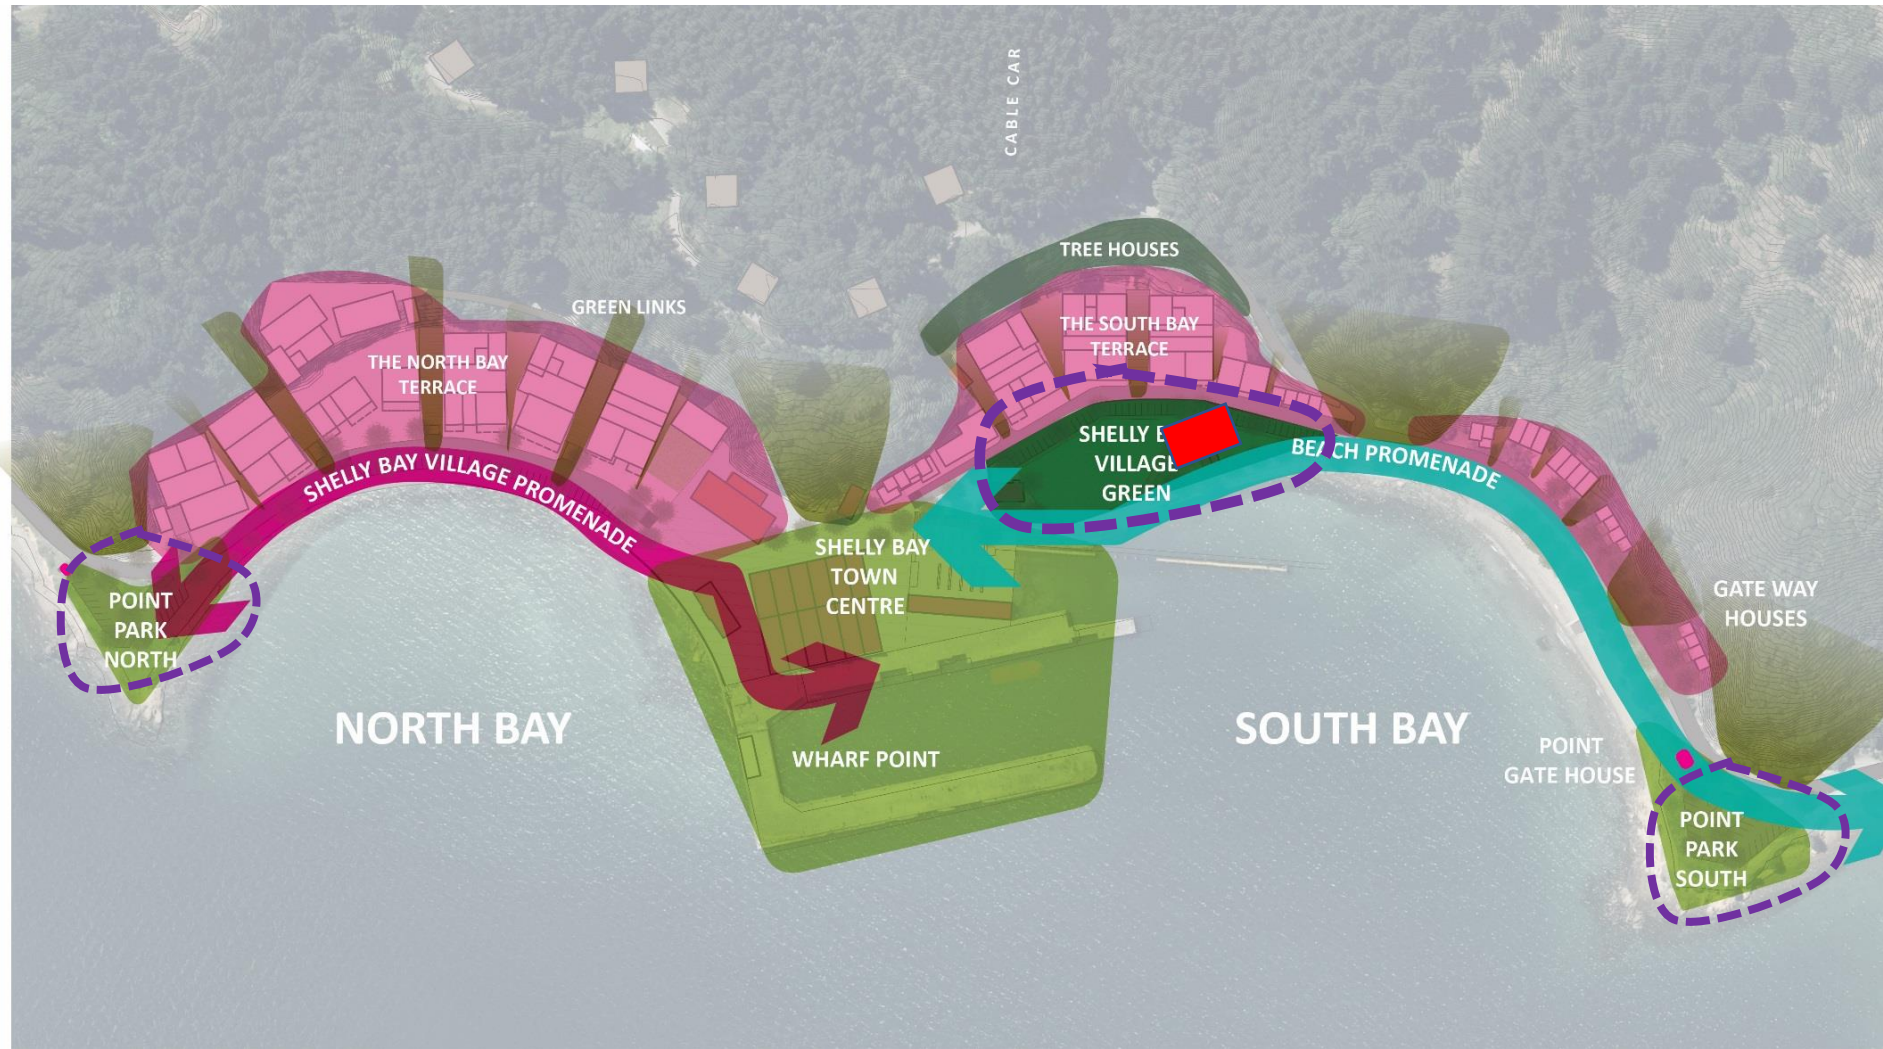 CABLE CAR
TREE HOUSES
GREEN LINKS
THE NORTH BAY
TERRACE
THE SOUTH BAY
TERRACE
SHELLY BAY VILLAGE PROMENADE
SHELLY
VILLAGE
GREEN
BEACH PROMENADE
SHELLY BAY
TOWN
CENTRE
POINT
PARK
NORTH
GATE WAY
HOUSES
NORTH BAY
SOUTH BAY
WHARF POINT
POINT
GATE HOUSE
POINT
PARK
SOUTH